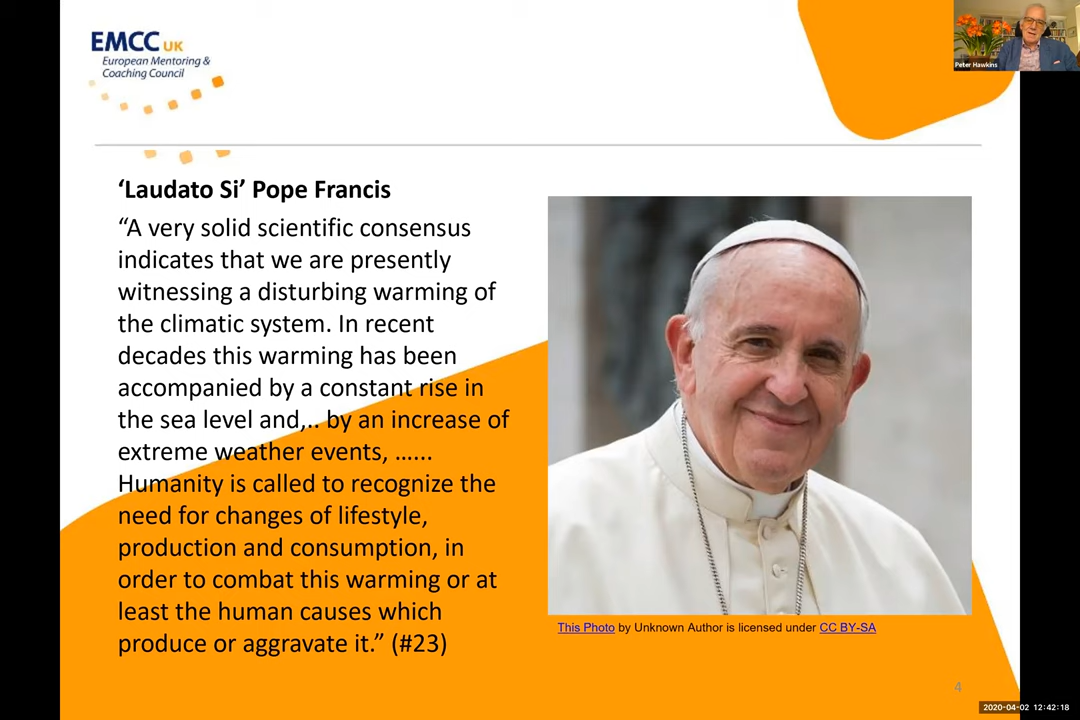 EMCC UK
European Mentoring &
Coaching Council
Peter Hawkins
‘Laudato Si’ Pope Francis
“A very solid scientific consensus
indicates that we are presently
witnessing a disturbing warming of
the climatic system. In recent
decades this warming has been
accompanied by a constant rise in
the sea level and,.. by an increase of
extreme weather events, …...
Humanity is called to recognize the
need for changes of lifestyle,
production and consumption, in
order to combat this warming or at
least the human causes which
produce or aggravate it.” (#23)
This Photo by Unknown Author is licensed under CC BY-SA
4
2020-04-02 12:42:18